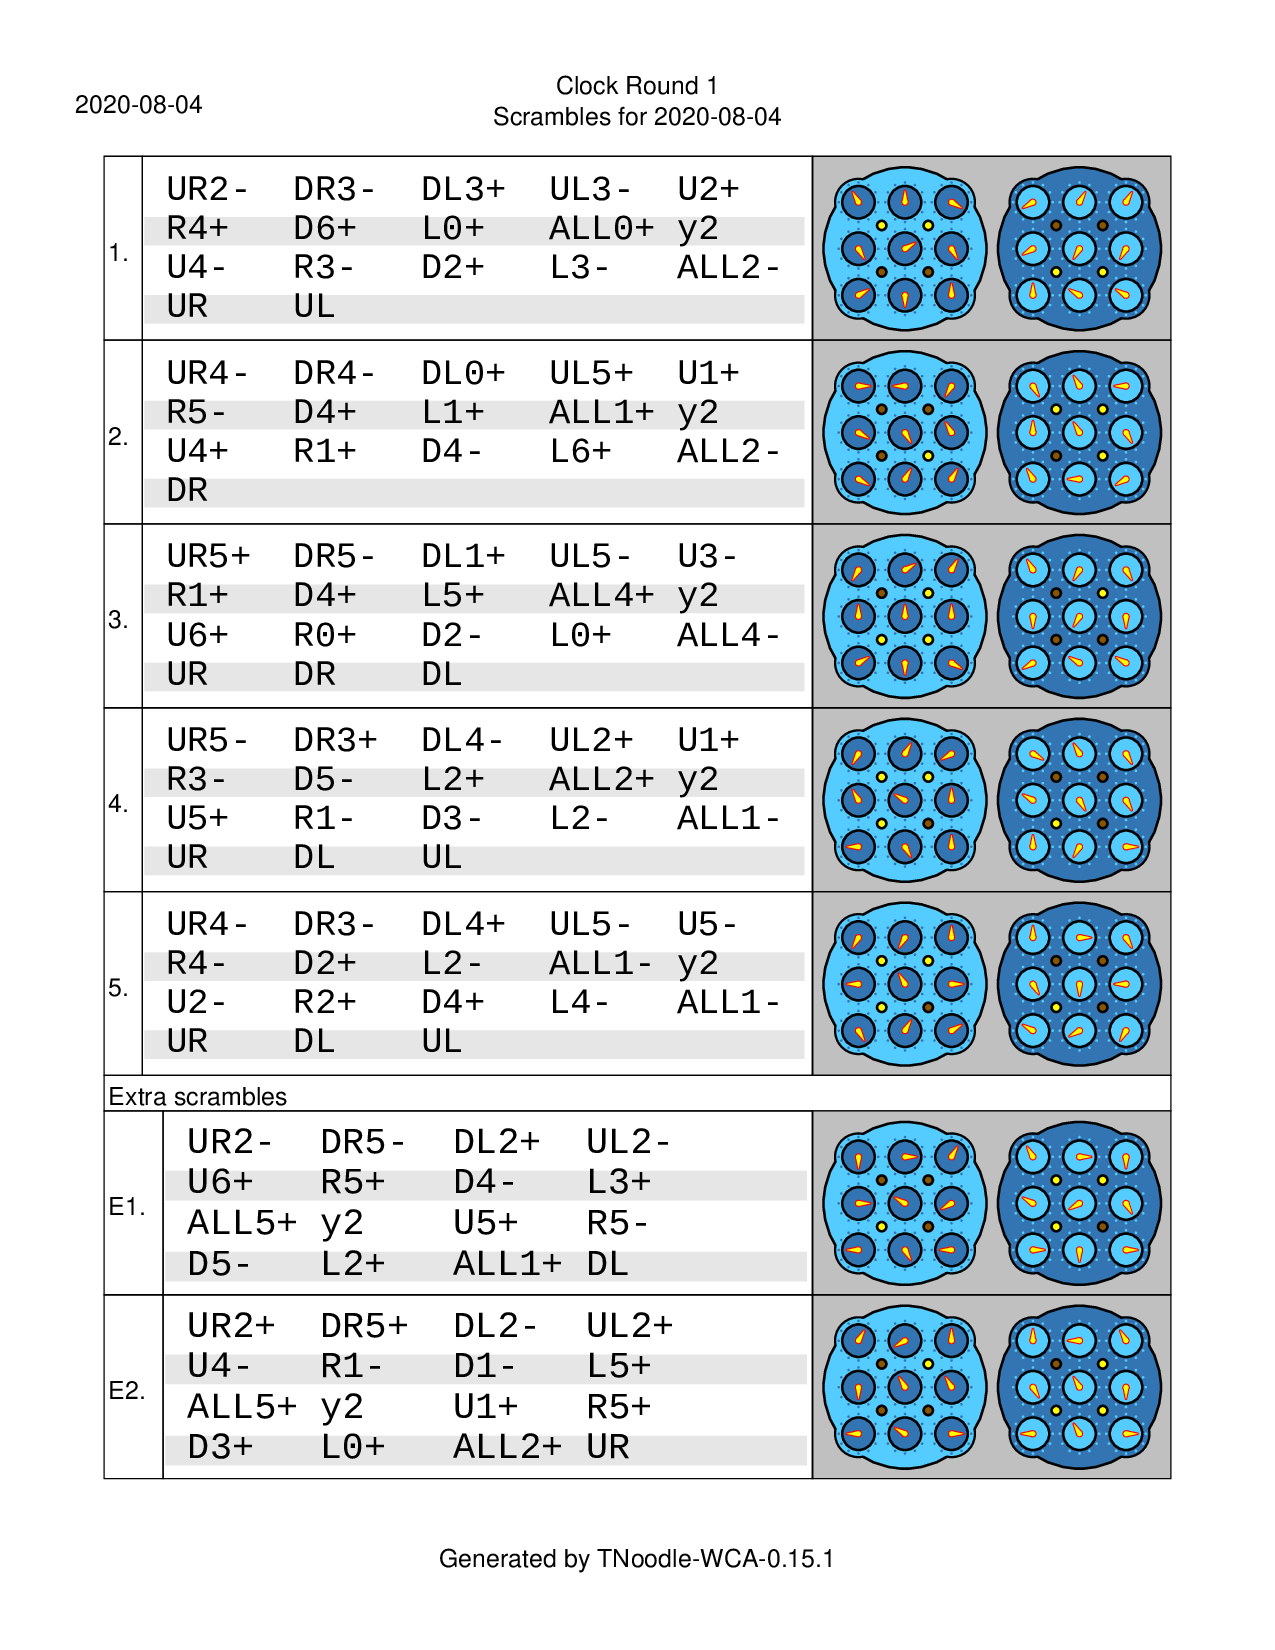 2020-08-04
Clock Round 1
Scrambles for 2020-08-04
1.
UR2- DR3- DL3+ UL3- U2+
R4+ D6+ L0+ ALL0+ y2
U4- R3- D2+ L3- ALL2-
UR UL
2.
UR4- DR4- DL0+ UL5+ U1+
R5- D4+ L1+ ALL1+ y2
U4+ R1+ D4- L6+ ALL2-
DR
3.
UR5+ DR5- DL1+ UL5- U3-
R1+ D4+ L5+ ALL4+ y2
U6+ R0+ D2- L0+ ALL4-
UR DR DL
4.
UR5- DR3+ DL4- UL2+ U1+
R3- D5- L2+ ALL2+ y2
U5+ R1- D3- L2- ALL1-
UR DL UL
5.
UR4- DR3- DL4+ UL5- U5-
R4- D2+ L2- ALL1- y2
U2- R2+ D4+ L4- ALL1-
UR DL UL
Extra scrambles
E1.
UR2- DR5- DL2+ UL2-
U6+ R5+ D4- L3+
ALL5+ y2 U5+ R5-
D5- L2+ ALL1+ DL
E2.
UR2+ DR5+ DL2- UL2+
U4- R1- D1- L5+
ALL5+ y2 U1+ R5+
D3+ L0+ ALL2+ UR
Generated by TNoodle-WCA-0.15.1